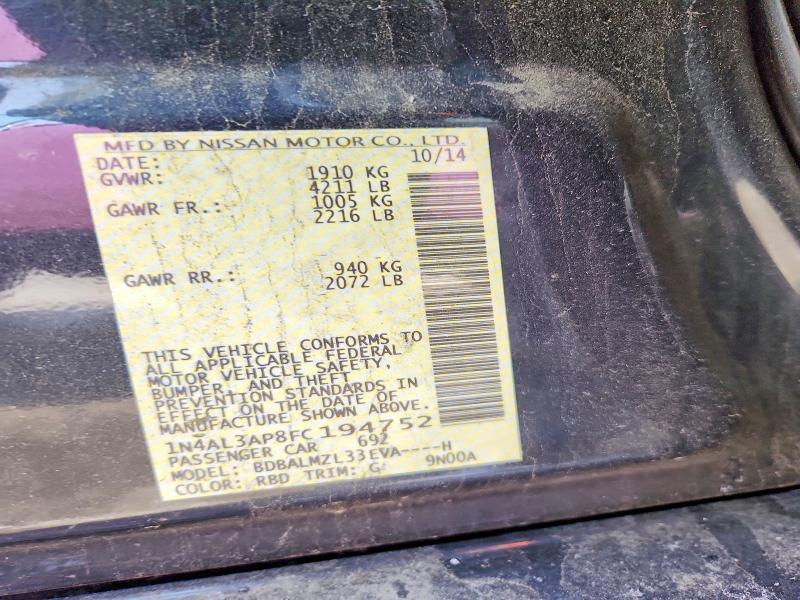 MFD BY NISSAN MOTOR CO., LTD.
DATE: 10/14
GVWR: 1910 KG
4211 LB
GAWR FR.: 1005 KG
2216 LB
GAWR RR.: 940 KG
2072 LB
THIS VEHICLE CONFORMS TO
ALL APPLICABLE FEDERAL
MOTOR VEHICLE SAFETY,
BUMPER, AND THEFT
PREVENTION STANDARDS IN
EFFECT ON THE DATE OF
MANUFACTURE SHOWN ABOVE.
1N4AL3AP8FC194752
PASSENGER CAR 692
MODEL: BDBALMZL33EVA----H
COLOR: RBD TRIM: G 9N00A